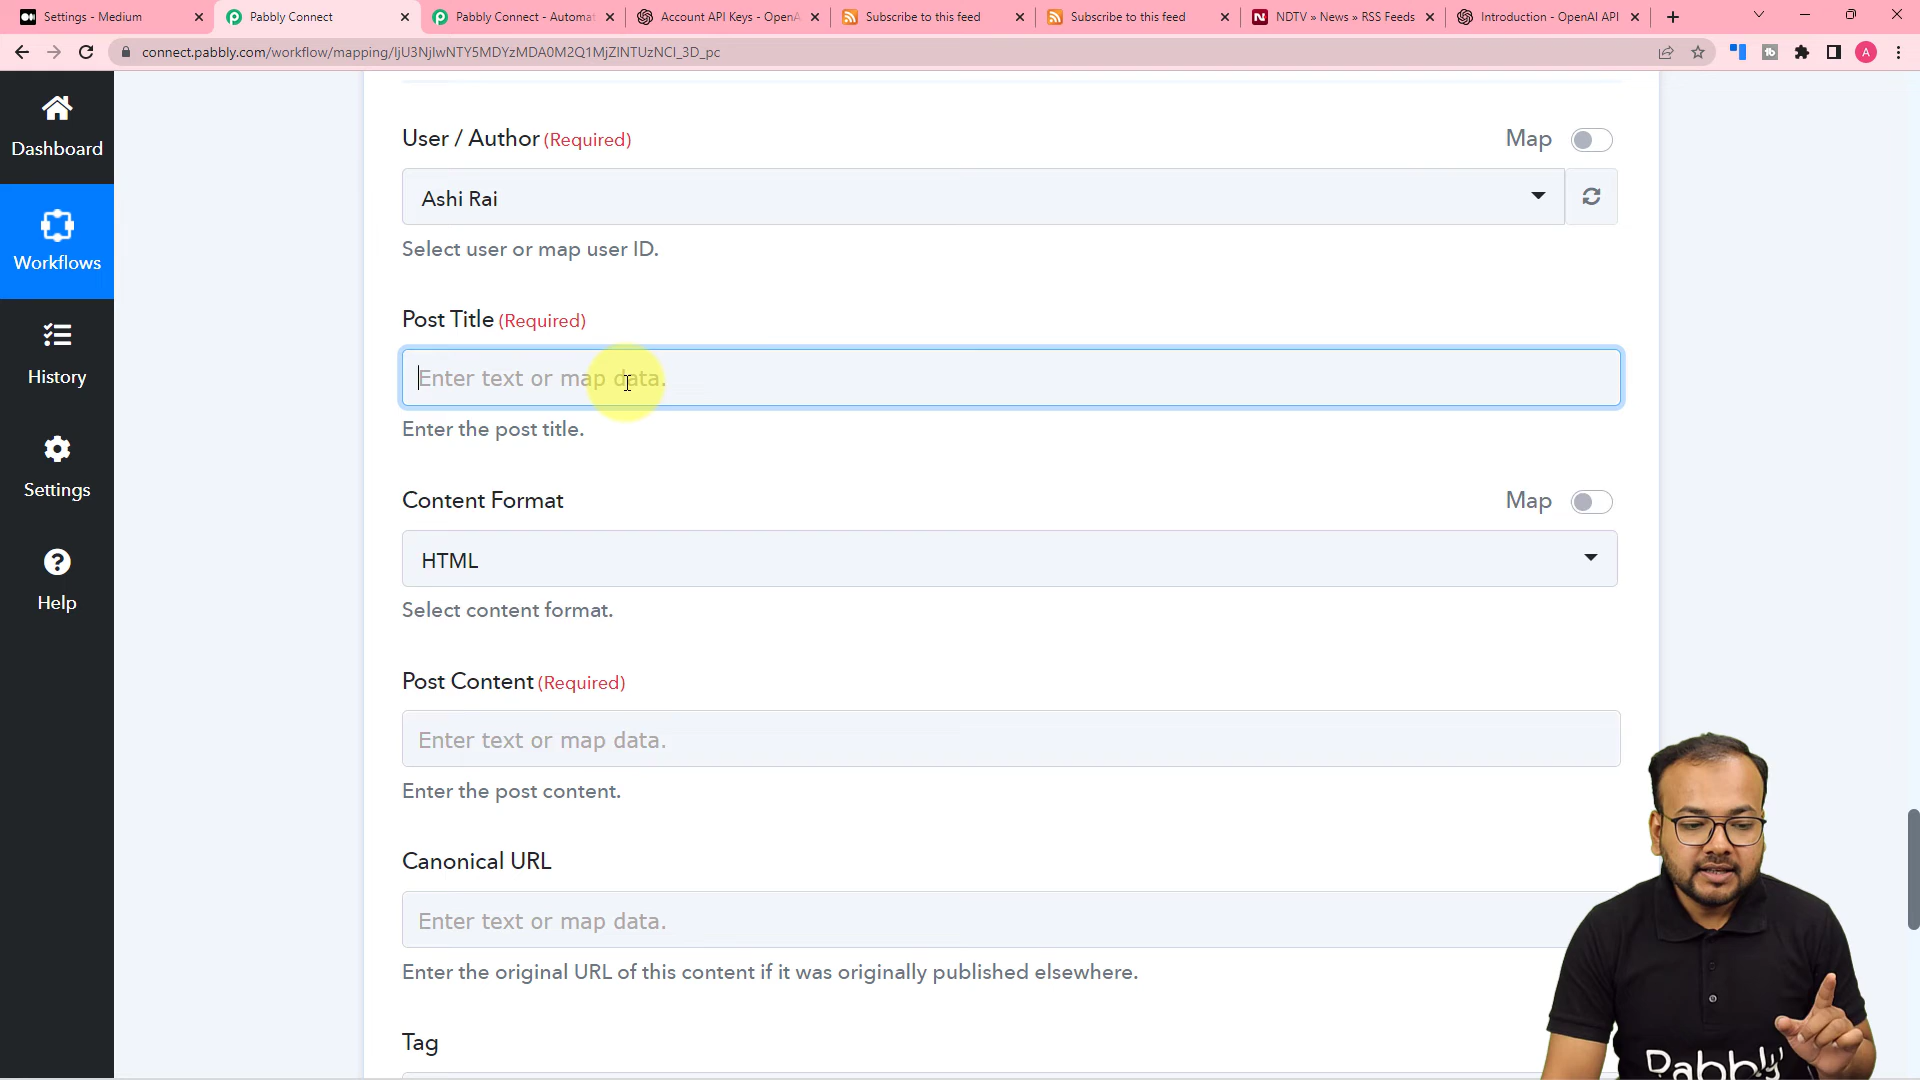 Settings - Medium
Pabbly Connect
Pabbly Connect - Automat
Account API Keys - OpenA
Subscribe to this feed
Subscribe to this feed
NDTV » News » RSS Feeds
Introduction - OpenAI API
connect.pabbly.com/workflow/mapping/IjU3NjIwNTY5MDYzMDA0M2Q1MjZlNTUzNCI_3D_pc
A
Dashboard
Workflows
History
Settings
Help
User / Author (Required)
Map
Ashi Rai
Select user or map user ID.
Post Title (Required)
Enter text or map data.
Enter the post title.
Content Format
Map
HTML
Select content format.
Post Content (Required)
Enter text or map data.
Enter the post content.
Canonical URL
Enter text or map data.
Enter the original URL of this content if it was originally published elsewhere.
Tag
Pabbly